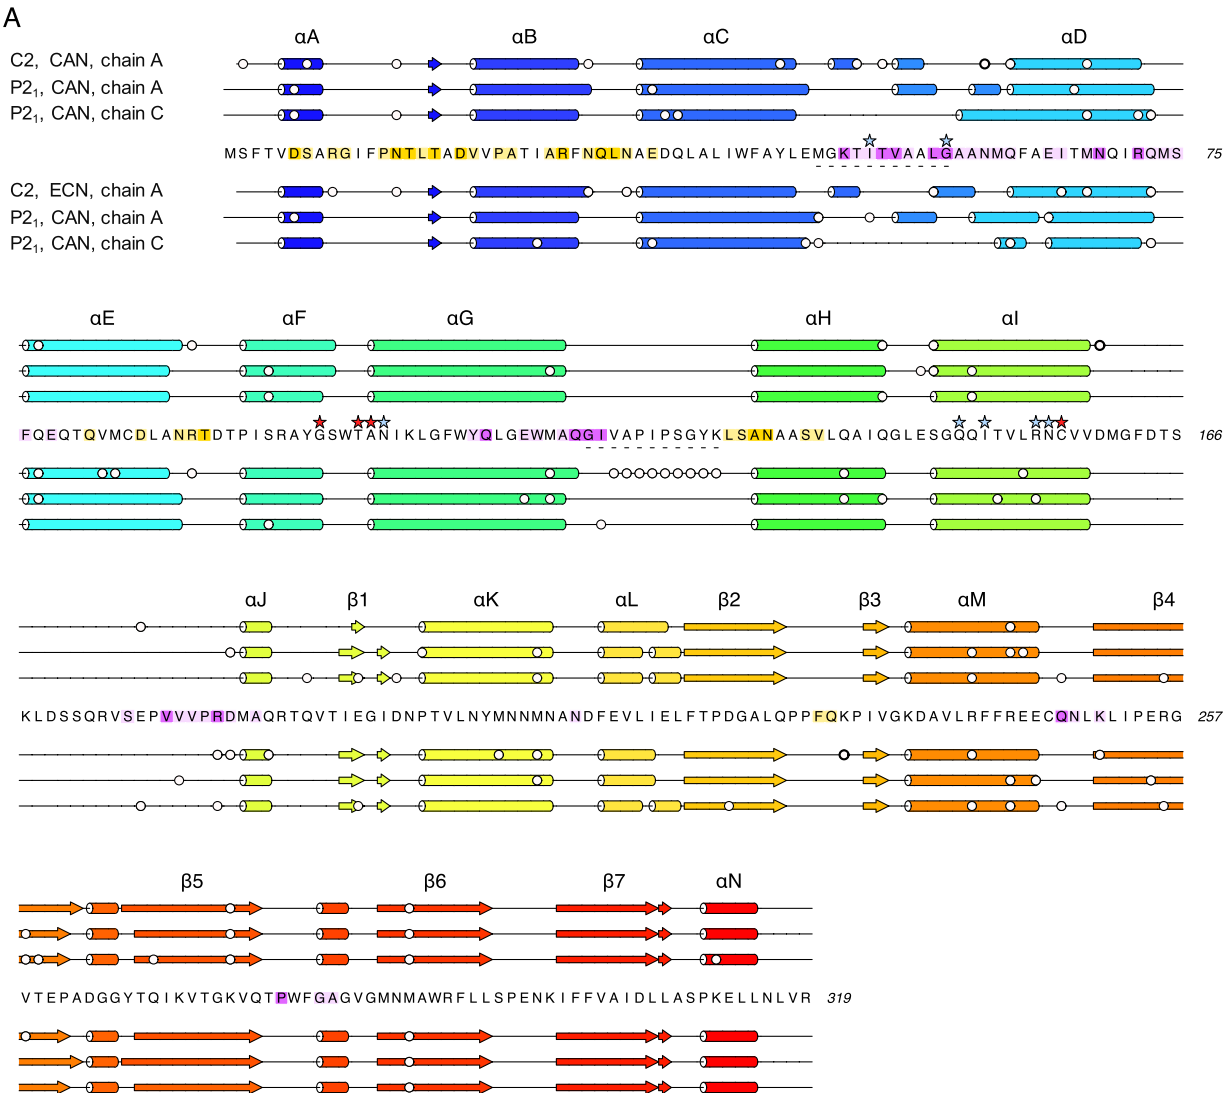 A
αA αB αC αD
C2, CAN, chain A
P2₁, CAN, chain A
P2₁, CAN, chain C
MSFTVDSARGIFPNTLTADVVPATIARFNQLNAEDQLALIWFAYLEMGKTITVAALGAANMQFAEITMNQIRQMS 75
C2, ECN, chain A
P2₁, CAN, chain A
P2₁, CAN, chain C
αE αF αG αH αI
FQEQTQVMCDLANRTDTPISRAYGSWTANIKLGFWYQLGEWMAQGIVAPIPSGYKLSANAASVLQAIQGLESGQQITVLRNCVVDMGFDTS 166
αJ β1 αK αL β2 β3 αM β4
KLDSSQRVSEPVVVPRDMAQRTQVTIEGIDNPTVLNYMNNMNANDFEVLIELFTPDGALQPPFQKPIVGKDAVLRFFREECQNLKLIPERG 257
β5 β6 β7 αN
VTEPADGGYTQIKVTGKVQTPWFGAGVGMNMAWRFLLSPENKIFFVAIDLLASPKELLNLVR 319